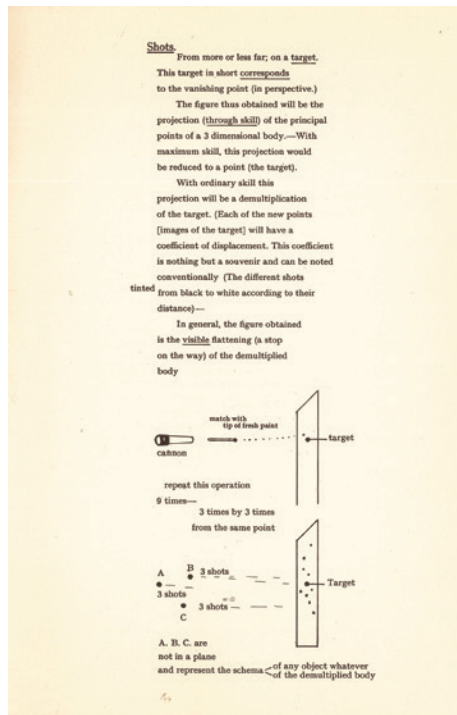 Shots.
From more or less far; on a target.
This target in short corresponds
to the vanishing point (in perspective.)
The figure thus obtained will be the
projection (through skill) of the principal
points of a 3 dimensional body.—With
maximum skill, this projection would
be reduced to a point (the target).
With ordinary skill this
projection will be a demultiplication
of the target. (Each of the new points
[images of the target] will have a
coefficient of displacement. This coefficient
is nothing but a souvenir and can be noted
conventionally (The different shots
tinted from black to white according to their
distance)—
In general, the figure obtained
is the visible flattening (a stop
on the way) of the demultiplied
body
match with
tip of fresh paint
target
cannon
repeat this operation
9 times—
3 times by 3 times
from the same point
A
B 3 shots
Target
3 shots
3 shots
C
A. B. C. are
not in a plane
and represent the schema of any object whatever
of the demultiplied body